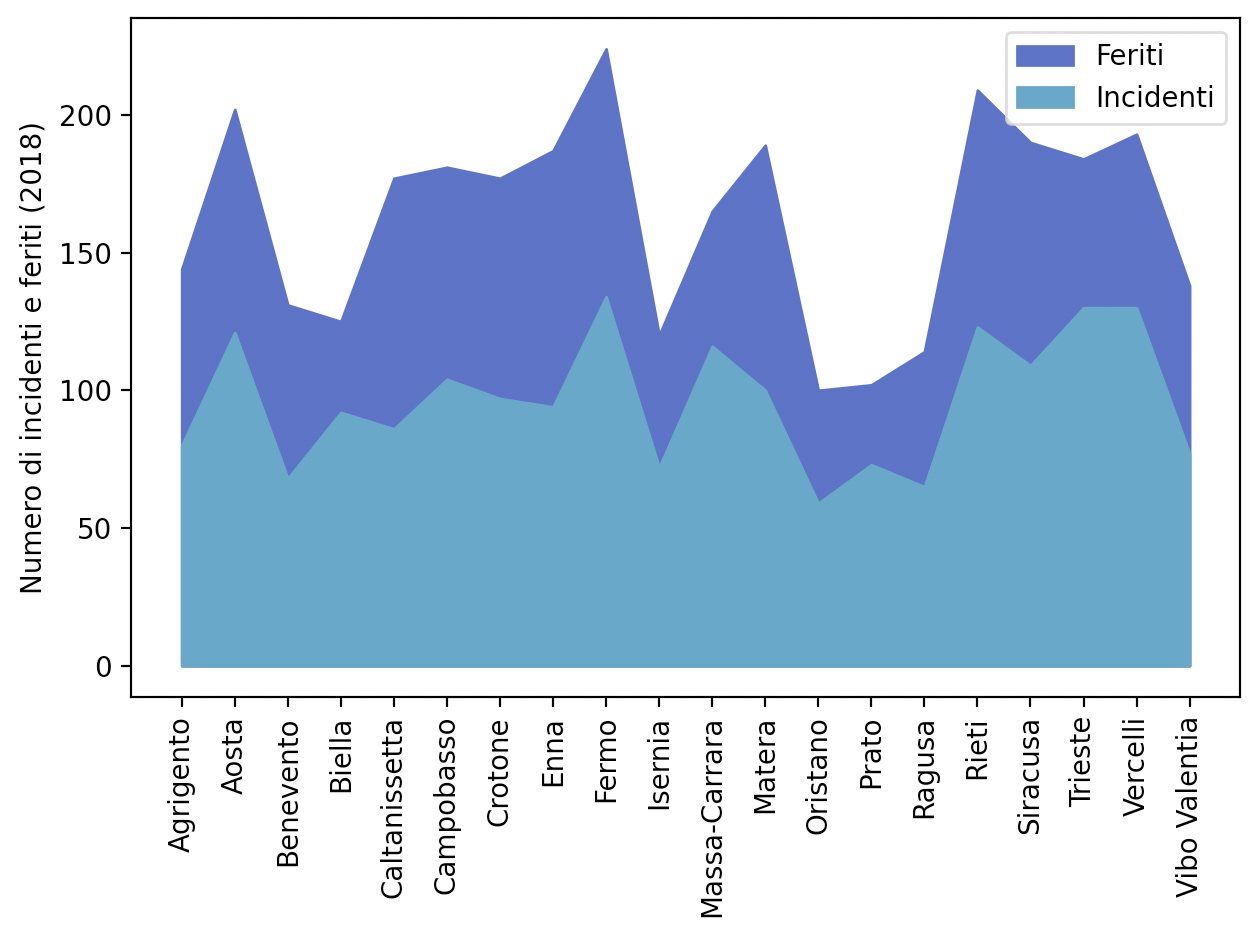 Feriti
Incidenti
Numero di incidenti e feriti (2018)
200
150
100
50
0
Agrigento
Aosta
Benevento
Biella
Caltanissetta
Campobasso
Crotone
Enna
Fermo
Isernia
Massa-Carrara
Matera
Oristano
Prato
Ragusa
Rieti
Siracusa
Trieste
Vercelli
Vibo Valentia